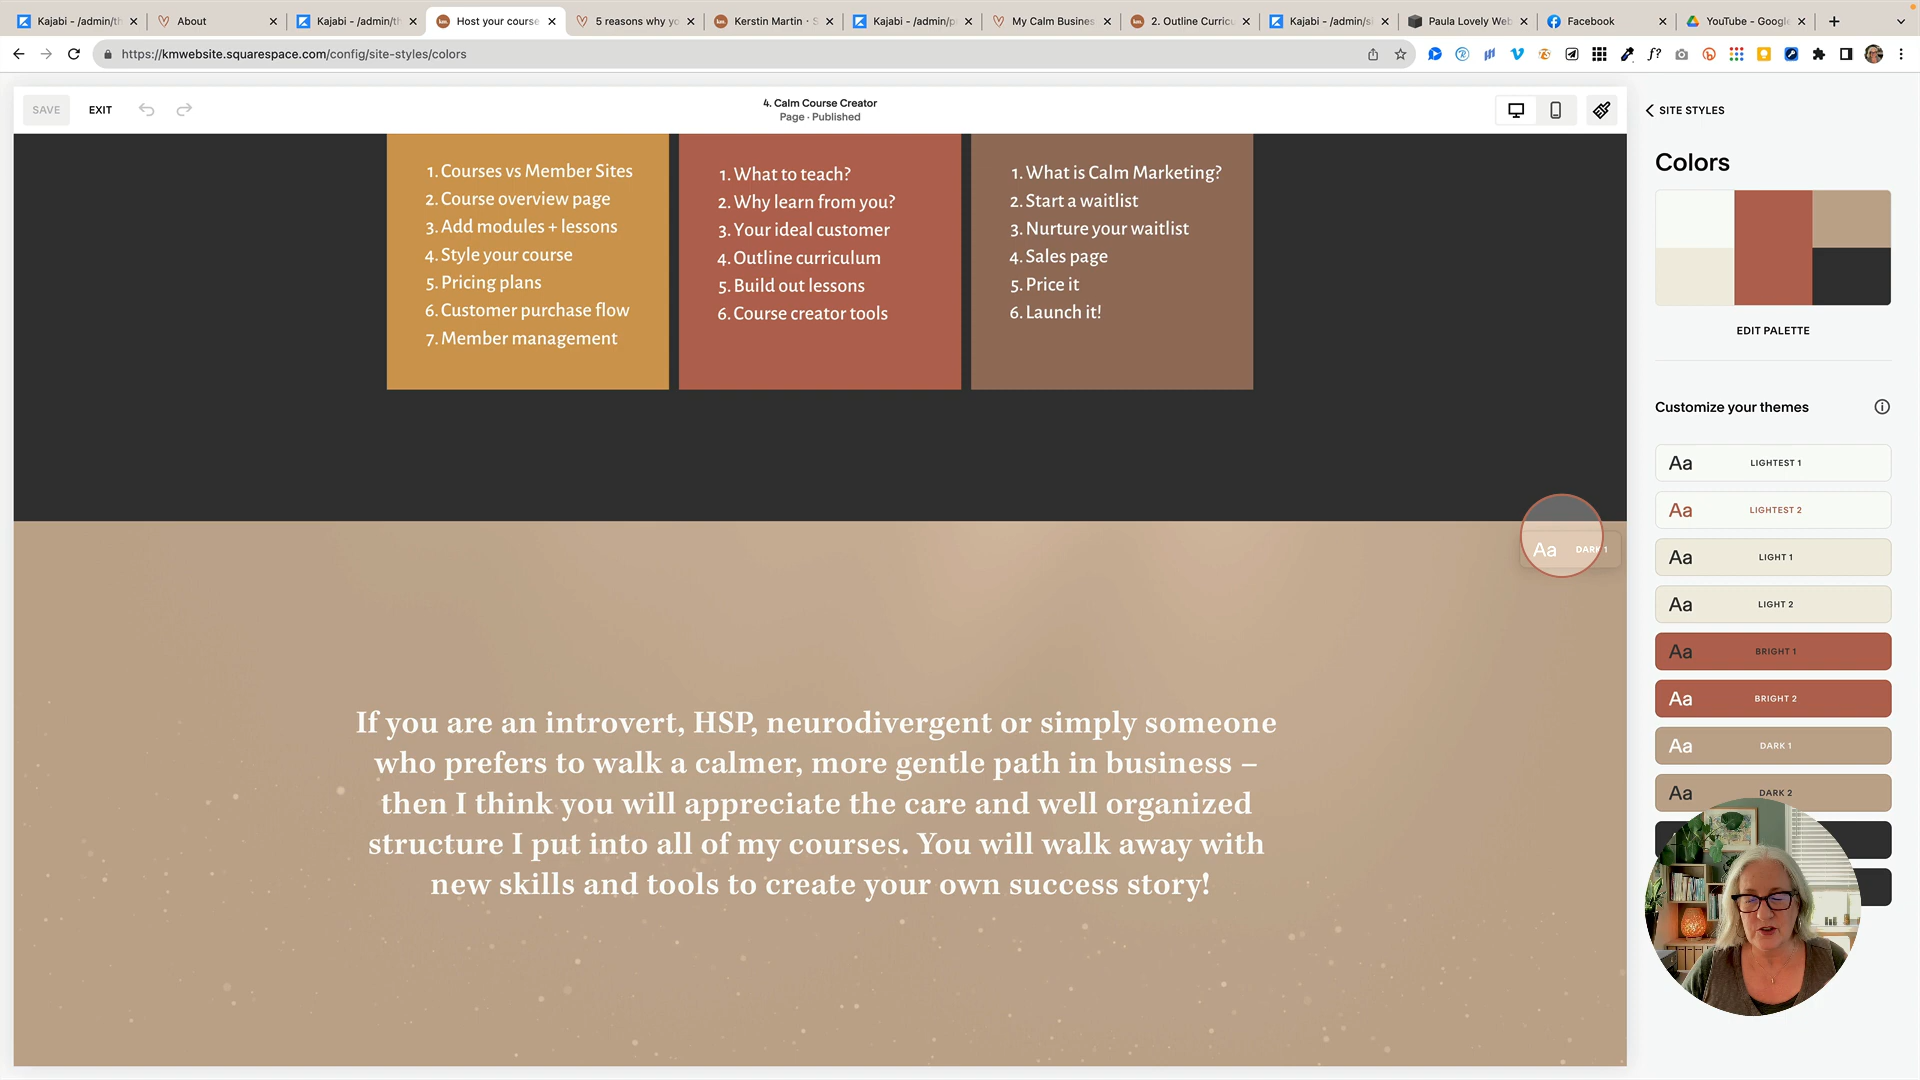 Kajabi - /admin/th
About
Kajabi - /admin/th
Host your course
5 reasons why yo
Kerstin Martin · S
Kajabi - /admin/p
My Calm Busines
2. Outline Curricu
Kajabi - /admin/si
Paula Lovely Web
Facebook
YouTube - Google
https://kmwebsite.squarespace.com/config/site-styles/colors
SAVE
EXIT
4. Calm Course Creator
Page · Published
SITE STYLES
Colors
EDIT PALETTE
Customize your themes
Aa LIGHTEST 1
Aa LIGHTEST 2
Aa LIGHT 1
Aa LIGHT 2
Aa BRIGHT 1
Aa BRIGHT 2
Aa DARK 1
Aa DARK 2
1. Courses vs Member Sites
2. Course overview page
3. Add modules + lessons
4. Style your course
5. Pricing plans
6. Customer purchase flow
7. Member management
1. What to teach?
2. Why learn from you?
3. Your ideal customer
4. Outline curriculum
5. Build out lessons
6. Course creator tools
1. What is Calm Marketing?
2. Start a waitlist
3. Nurture your waitlist
4. Sales page
5. Price it
6. Launch it!
Aa DARK 1
If you are an introvert, HSP, neurodivergent or simply someone
who prefers to walk a calmer, more gentle path in business –
then I think you will appreciate the care and well organized
structure I put into all of my courses. You will walk away with
new skills and tools to create your own success story!